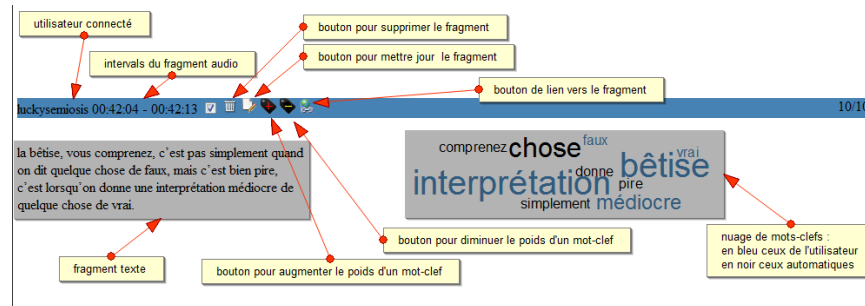 utilisateur connecté
bouton pour supprimer le fragment
intervals du fragment audio
bouton pour mettre jour le fragment
bouton de lien vers le fragment
luckysemiosis 00:42:04 - 00:42:13
10/10
la bêtise, vous comprenez, c'est pas simplement quand
on dit quelque chose de faux, mais c'est bien pire,
c'est lorsqu'on donne une interprétation médiocre de
quelque chose de vrai.
comprenez chose faux
interprétation donne bêtise vrai
pire
simplement médiocre
fragment texte
bouton pour augmenter le poids d'un mot-clef
bouton pour diminuer le poids d'un mot-clef
nuage de mots-clefs :
en bleu ceux de l'utilisateur
en noir ceux automatiques